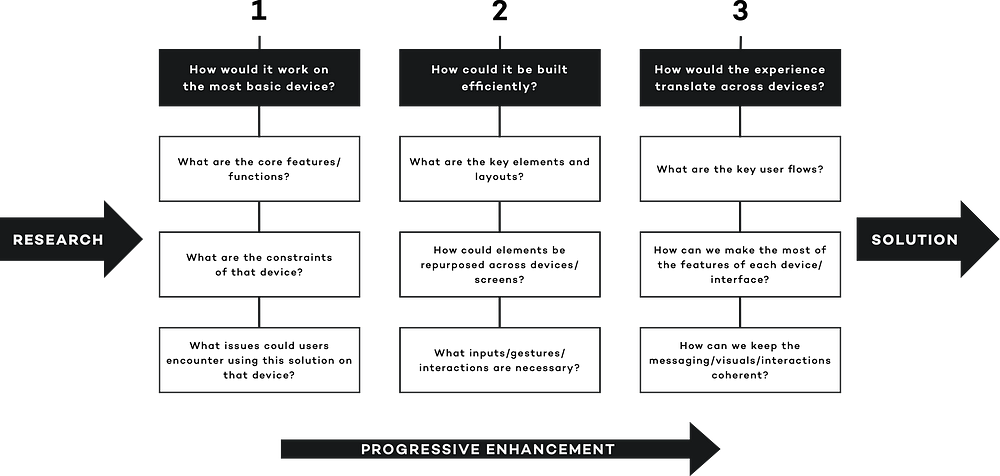 1
How would it work on
the most basic device?
What are the core features/
functions?
What are the constraints
of that device?
What issues could users
encounter using this solution on
that device?
2
How could it be built
efficiently?
What are the key elements and
layouts?
How could elements be
repurposed across devices/
screens?
What inputs/gestures/
interactions are necessary?
3
How would the experience
translate across devices?
What are the key user flows?
How can we make the most of
the features of each device/
interface?
How can we keep the
messaging/visuals/interactions
coherent?
RESEARCH
SOLUTION
PROGRESSIVE ENHANCEMENT